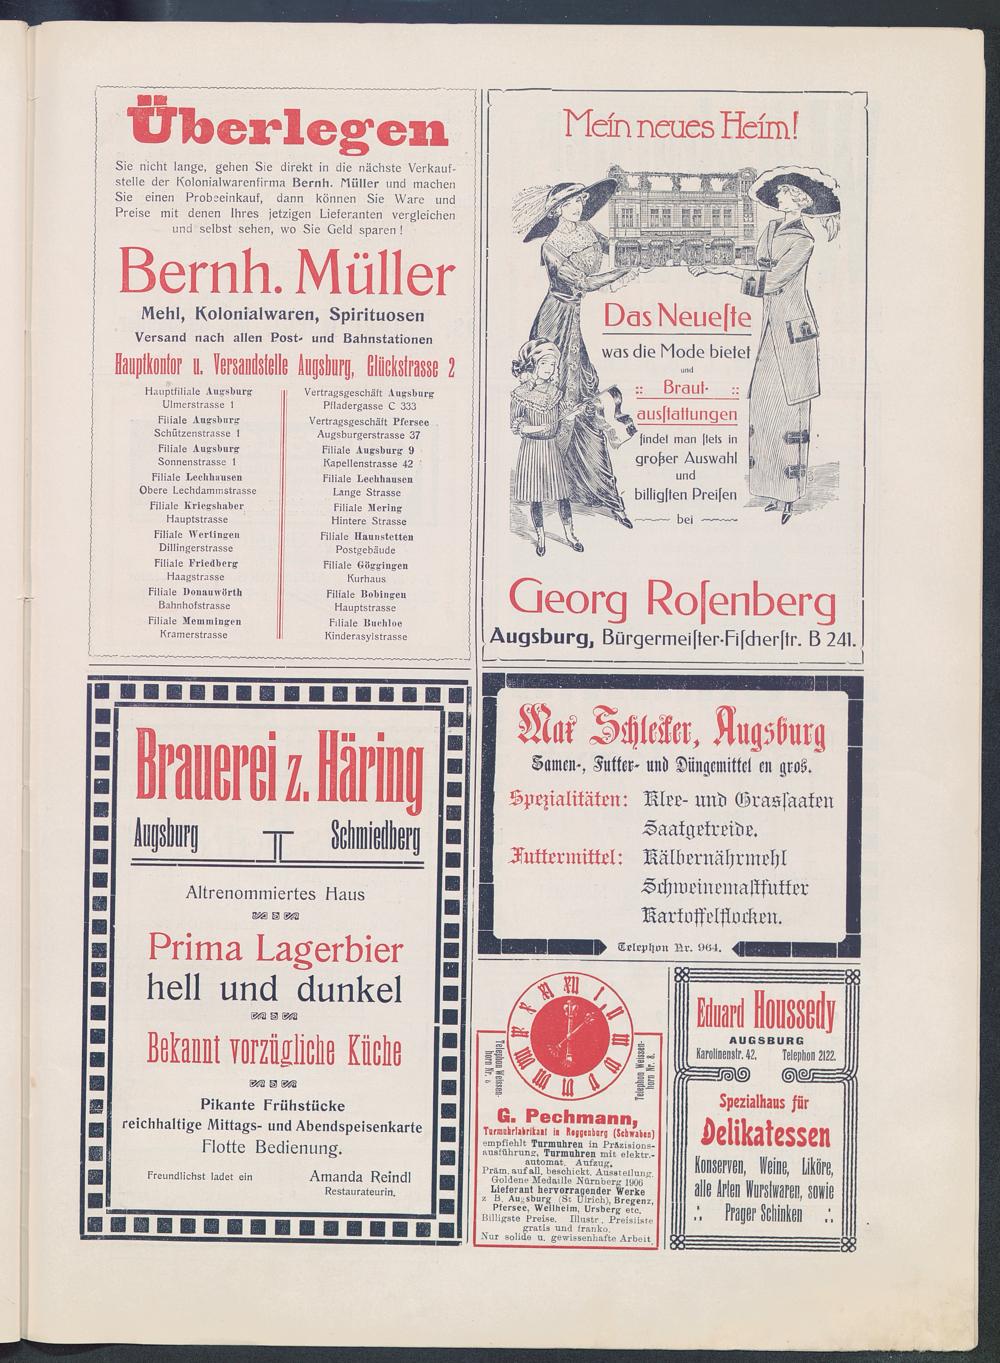 Überlegen
Sie nicht lange, gehen Sie direkt in die nächste Verkauf-
stelle der Kolonialwarenfirma Bernh. Müller und machen
Sie einen Probeeinkauf, dann können Sie Ware und
Preise mit denen Ihres jetzigen Lieferanten vergleichen
und selbst sehen, wo Sie Geld sparen!
Bernh. Müller
Mehl, Kolonialwaren, Spirituosen
Versand nach allen Post- und Bahnstationen
Hauptkontor u. Versandstelle Augsburg, Glückstrasse 2
Hauptfiliale Augsburg
Ulmerstrasse 1
Filiale Augsburg
Schützenstrasse 1
Filiale Augsburg
Sonnenstrasse 1
Filiale Lechhausen
Obere Lechdammstrasse
Filiale Kriegshaber
Hauptstrasse
Filiale Wertingen
Dillingerstrasse
Filiale Friedberg
Haagstrasse
Filiale Donauwörth
Bahnhofstrasse
Filiale Memmingen
Kramerstrasse
Vertragsgeschäft Augsburg
Pfladergasse C 333
Vertragsgeschäft Pfersee
Augsburgerstrasse 37
Filiale Augsburg 9
Kapellenstrasse 42
Filiale Lechhausen
Lange Strasse
Filiale Mering
Hintere Strasse
Filiale Haunstetten
Postgebäude
Filiale Göggingen
Kurhaus
Filiale Bobingen
Hauptstrasse
Filiale Buchloe
Kinderasylstrasse
Mein neues Heim!
Das Neueſte
was die Mode bietet
und
:: Braut- ::
ausſtattungen
findet man ſtets in
großer Auswahl
und
billigſten Preiſen
bei
Georg Roſenberg
Augsburg, Bürgermeiſter-Fiſcherſtr. B 241.
Brauerei z. Häring
Augsburg Schmiedberg
Altrenommiertes Haus
Prima Lagerbier
hell und dunkel
Bekannt vorzügliche Küche
Pikante Frühstücke
reichhaltige Mittags- und Abendspeisenkarte
Flotte Bedienung.
Freundlichst ladet ein Amanda Reindl
Restaurateurin.
Max Schlecker, Augsburg
Samen-, Futter- und Düngemittel en gros.
Spezialitäten: Klee- und Grasſaaten
Saatgetreide.
Futtermittel: Kälbernährmehl
Schweinemaſtfutter
Kartoffelflocken.
Telephon Nr. 964.
Telephon Weissen-
horn Nr. 8
Telephon Weissen-
horn Nr. 8.
G. Pechmann,
Turmuhrfabrikant in Roggenburg (Schwaben)
empfiehlt Turmuhren in Präzisions-
ausführung, Turmuhren mit elektr.-
automat. Aufzug.
Präm. auf all. beschickt. Ausstellung.
Goldene Medaille Nürnberg 1906
Lieferant hervorragender Werke
z. B. Augsburg (St. Ulrich), Bregenz,
Pfersee, Weilheim, Ursberg etc.
Billigste Preise. Illustr. Preisliste
gratis und franko.
Nur solide u. gewissenhafte Arbeit.
Eduard Houssedy
AUGSBURG
Karolinenstr. 42. Telephon 2122.
Spezialhaus für
Delikatessen
Konserven, Weine, Liköre,
alle Arten Wurstwaren, sowie
Prager Schinken